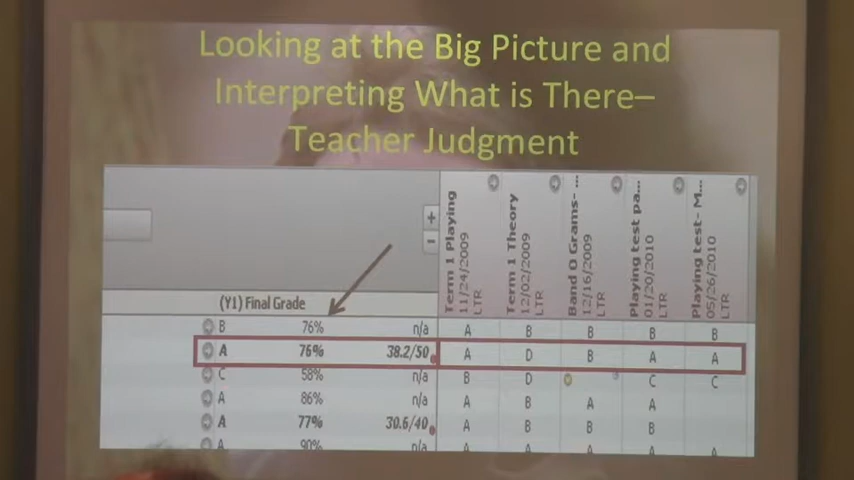 Looking at the Big Picture and
Interpreting What is There–
Teacher Judgment
Term 1 Playing
11/24/2009
LTR
Term 1 Theory
12/02/2009
LTR
Band O Grams- ...
12/16/2009
LTR
Playing test pa...
01/20/2010
LTR
Playing test- M...
05/26/2010
LTR
+
-
(Y1) Final Grade
B 76% n/a A B B B B
A 76% 38.2/50 A D B A A
C 58% n/a B D C C
A 86% n/a A B A A
A 77% 30.6/40 A B B B
A 90% n/a A A A A A